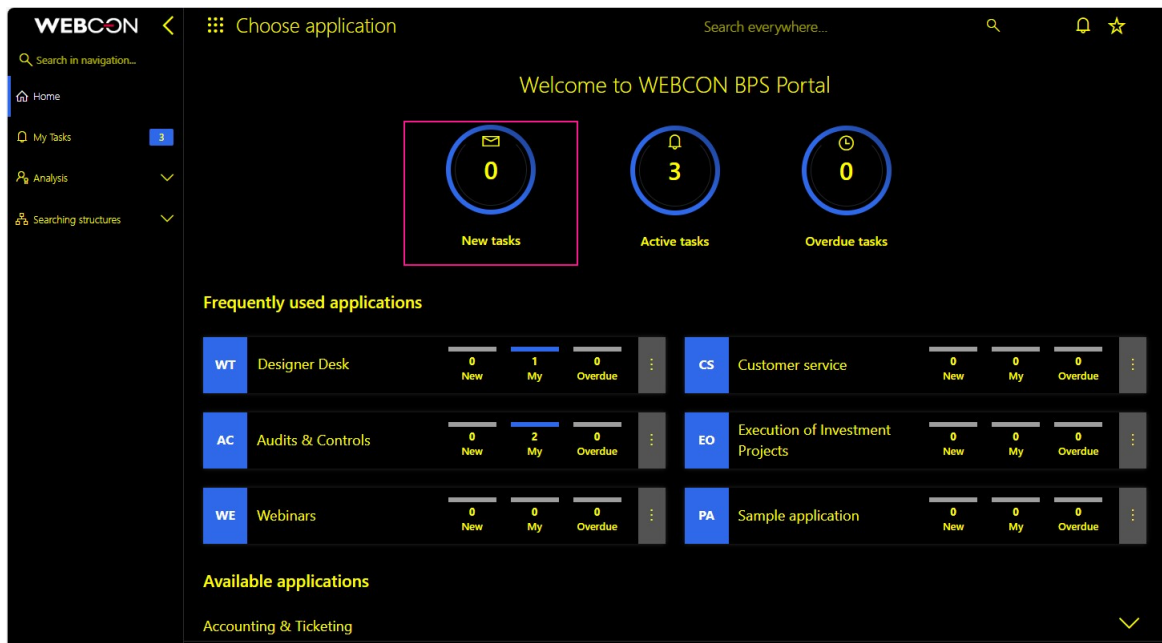 WEBCON
Choose application
Search everywhere...
Search in navigation...
Home
My Tasks 3
Analysis
Searching structures
Welcome to WEBCON BPS Portal
0 3 0
New tasks Active tasks Overdue tasks
Frequently used applications
WT Designer Desk 0 New 1 My 0 Overdue
CS Customer service 0 New 0 My 0 Overdue
AC Audits & Controls 0 New 2 My 0 Overdue
EO Execution of Investment
Projects 0 New 0 My 0 Overdue
WE Webinars 0 New 0 My 0 Overdue
PA Sample application 0 New 0 My 0 Overdue
Available applications
Accounting & Ticketing